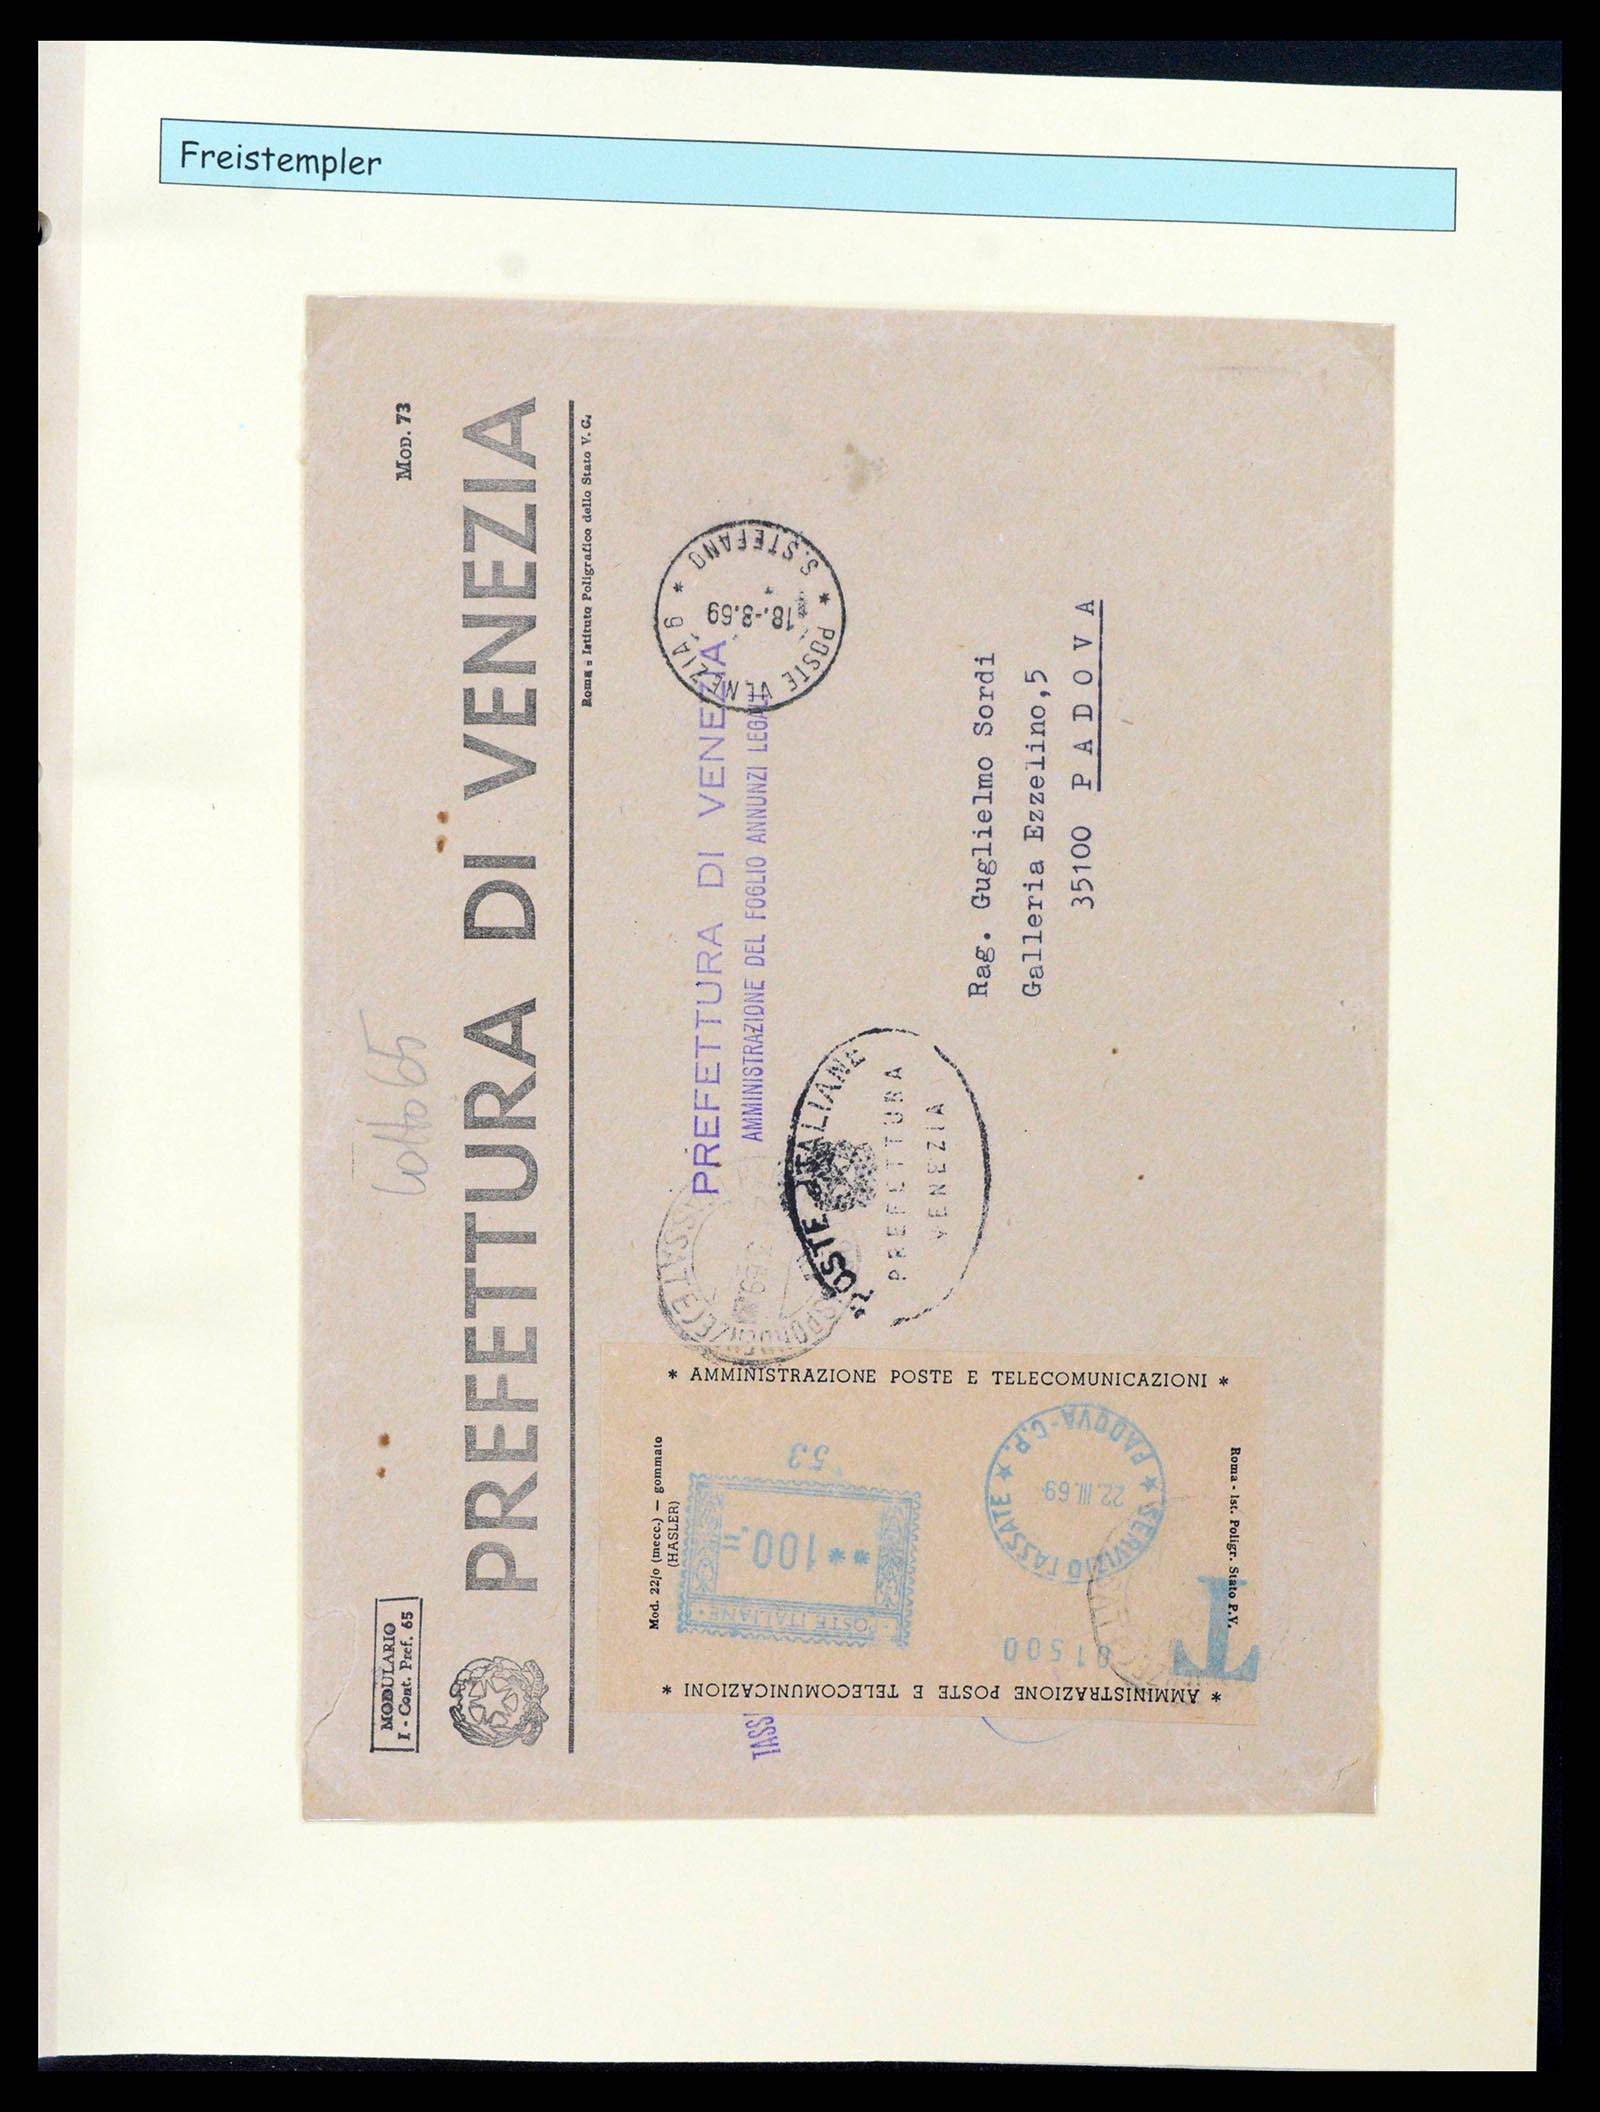 Freistempler
MODULARIO
I - Cont. Pref. 65
Lotto 65
MOD. 73
PREFETTURA DI VENEZIA
Roma - Istituto Poligrafico dello Stato V. G.
PREFETTURA DI VENEZIA
AMMINISTRAZIONE DEL FOGLIO ANNUNZI LEGALI
POSTE VENEZIA 9
* S. STEFANO *
18.-3.69
POSTE ITALIANE
PREFETTURA
VENEZIA
Rag. Guglielmo Sordi
Galleria Ezzelino,5
35100 PADOVA
* AMMINISTRAZIONE POSTE E TELECOMUNICAZIONI *
Mod. 22/o (mecc.) — gommato
(HASLER)
53
**100.=
POSTE ITALIANE
PADOVA-C.P.
22.III.69
* SERVIZIO TASSATE *
01500
T
Roma - Ist. Poligr. Stato P.V.
* AMMINISTRAZIONE POSTE E TELECOMUNICAZIONI *